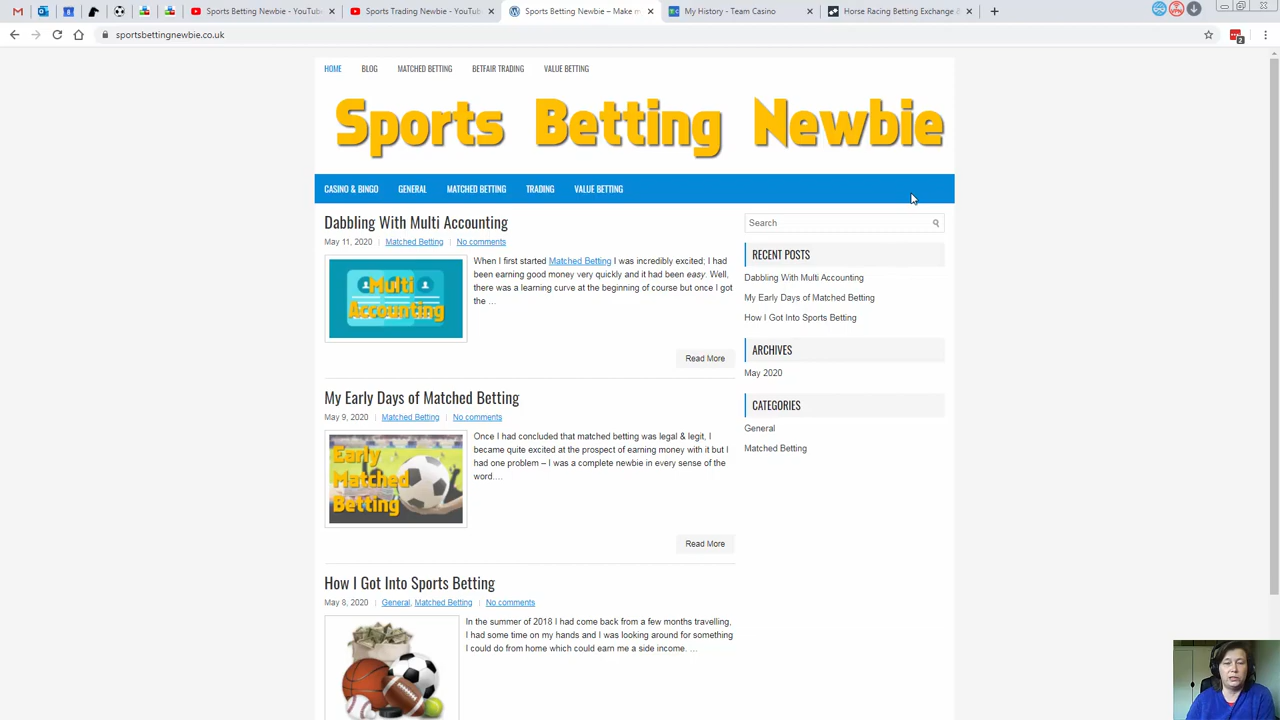 Sports Betting Newbie - YouTube
Sports Trading Newbie - YouTube
Sports Betting Newbie – Make m
My History - Team Casino
Horse Racing Betting Exchange &
sportsbettingnewbie.co.uk
2
HOME BLOG MATCHED BETTING BETFAIR TRADING VALUE BETTING
Sports Betting Newbie
CASINO & BINGO GENERAL MATCHED BETTING TRADING VALUE BETTING
Dabbling With Multi Accounting
May 11, 2020 Matched Betting No comments
Multi
Accounting
When I first started Matched Betting I was incredibly excited; I had
been earning good money very quickly and it had been easy. Well,
there was a learning curve at the beginning of course but once I got
the …
Read More
My Early Days of Matched Betting
May 9, 2020 Matched Betting No comments
Early
Matched
Betting
Once I had concluded that matched betting was legal & legit, I
became quite excited at the prospect of earning money with it but I
had one problem – I was a complete newbie in every sense of the
word....
Read More
How I Got Into Sports Betting
May 8, 2020 General, Matched Betting No comments
In the summer of 2018 I had come back from a few months travelling,
I had some time on my hands and I was looking around for something
I could do from home which could earn me a side income. …
Search
RECENT POSTS
Dabbling With Multi Accounting
My Early Days of Matched Betting
How I Got Into Sports Betting
ARCHIVES
May 2020
CATEGORIES
General
Matched Betting